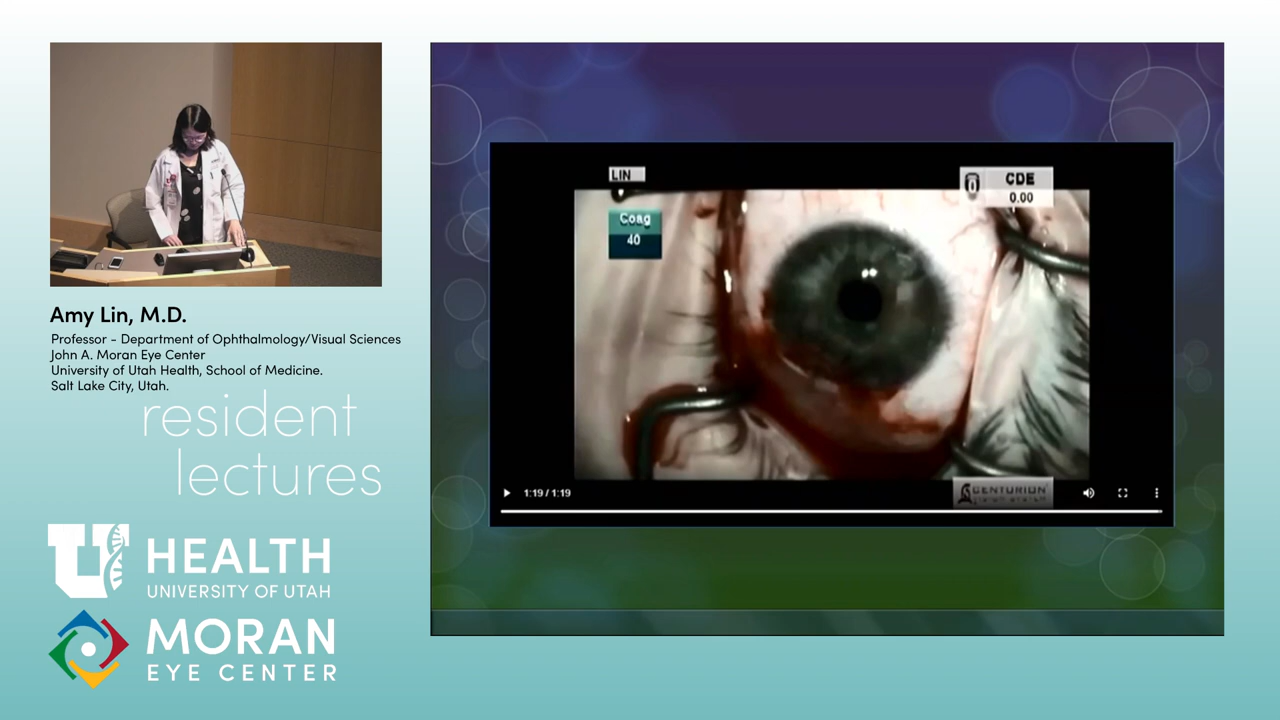 Amy Lin, M.D.
Professor - Department of Ophthalmology/Visual Sciences
John A. Moran Eye Center
University of Utah Health, School of Medicine.
Salt Lake City, Utah.
resident
lectures
U HEALTH
UNIVERSITY OF UTAH
MORAN
EYE CENTER
LIN
Coag
40
CDE
0.00
1:19 / 1:19
CENTURION